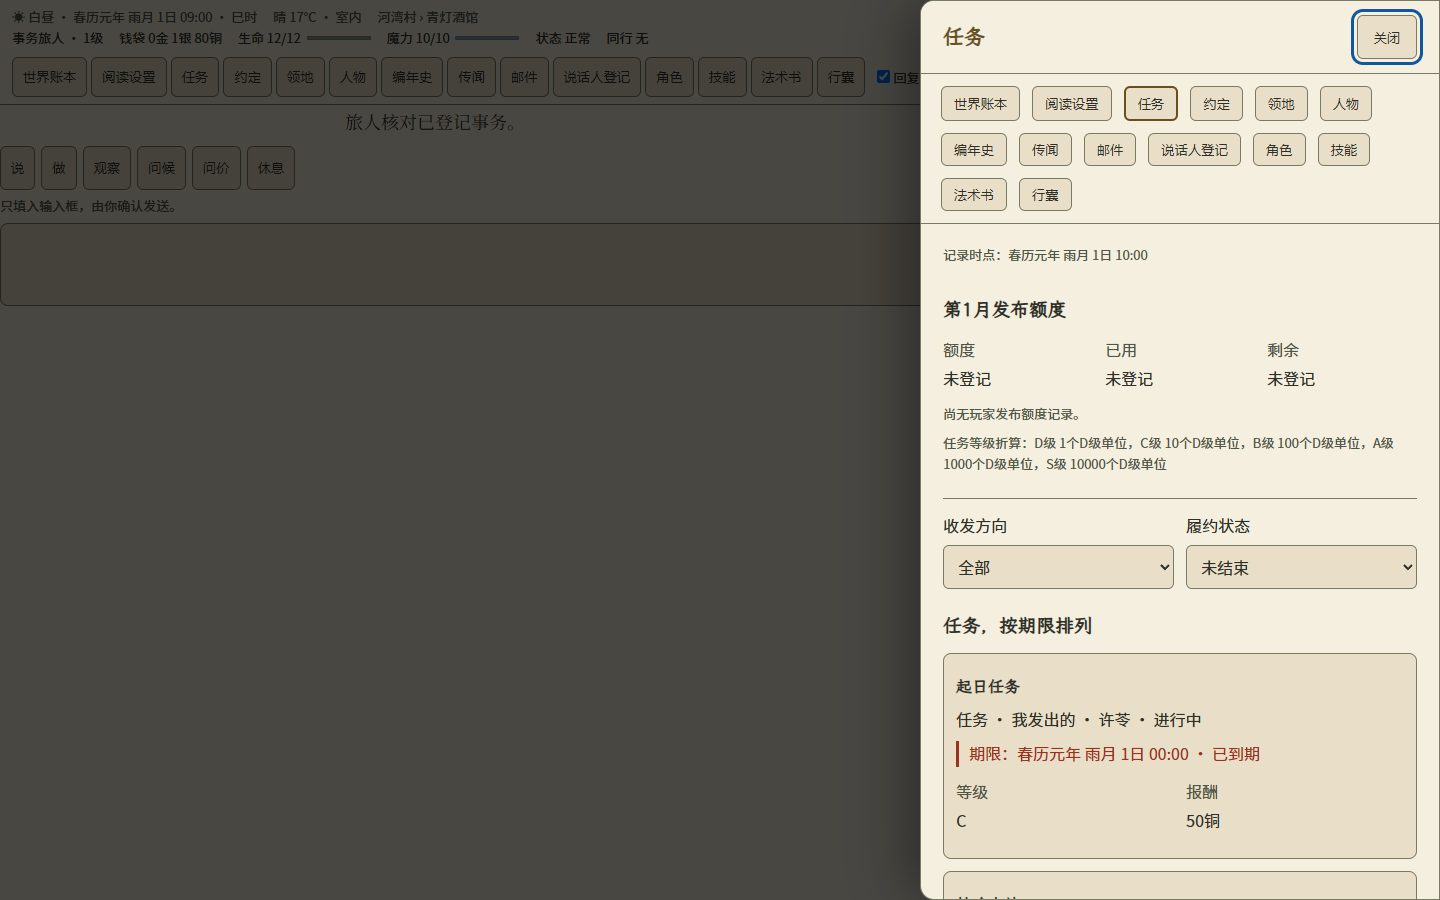 ☀ 白昼 · 春历元年 雨月 1日 09:00 · 巳时 晴 17°C · 室内 河湾村 › 青灯酒馆
事务旅人 · 1级 钱袋 0金 1银 80铜 生命 12/12 魔力 10/10 状态 正常 同行 无
世界账本 阅读设置 任务 约定 领地 人物 编年史 传闻 邮件 说话人登记 角色 技能 法术书 行囊 回复
旅人核对已登记事务。
说 做 观察 问候 问价 休息
只填入输入框，由你确认发送。
任务 关闭
世界账本 阅读设置 任务 约定 领地 人物
编年史 传闻 邮件 说话人登记 角色 技能
法术书 行囊
记录时点：春历元年 雨月 1日 10:00
第1月发布额度
额度 已用 剩余
未登记 未登记 未登记
尚无玩家发布额度记录。
任务等级折算：D级 1个D级单位，C级 10个D级单位，B级 100个D级单位，A级
1000个D级单位，S级 10000个D级单位
收发方向 履约状态
全部 未结束
任务，按期限排列
起日任务
任务 · 我发出的 · 许苓 · 进行中
期限：春历元年 雨月 1日 00:00 · 已到期
等级 报酬
C 50铜